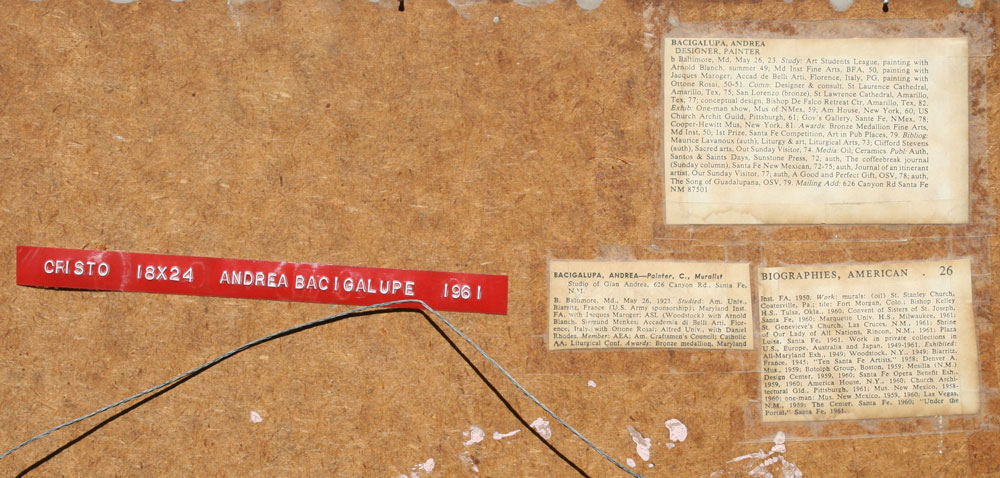 BACIGALUPA, ANDREA
DESIGNER, PAINTER
b Baltimore, Md, May 26, 23. Study: Art Students League, painting with
Arnold Blanch, summer 49; Md Inst Fine Arts, BFA, 50, painting with
Jacques Maroger; Accad de Belli Arti, Florence, Italy, PG, painting with
Ottone Rosai, 50-51. Comn: Designer & consult, St Laurence Cathedral,
Amarillo, Tex, 75; San Lorenzo (bronze), St Lawrence Cathedral, Amarillo,
Tex, 77; conceptual design, Bishop De Falco Retreat Ctr, Amarillo, Tex, 82.
Exhib: One-man show, Mus of NMex, 59; Am House, New York, 60, US
Church Archit Guild, Pittsburgh, 61; Gov's Gallery, Santa Fe, NMex, 78;
Cooper-Hewitt Mus, New York, 81. Awards: Bronze Medallion Fine Arts,
Md Inst, 50; 1st Prize, Santa Fe Competition, Art in Pub Places, 79. Bibliog:
Maurice Lavanoux (auth), Liturgy & art, Liturgical Arts, 73; Clifford Stevens
(auth), Sacred arts, Our Sunday Visitor, 74. Media: Oil; Ceramics. Publ: Auth,
Santos & Saints Days, Sunstone Press, 72; auth, The coffeebreak journal
(Sunday column), Santa Fe New Mexican, 72-75; auth, Journal of an itinerant
artist, Our Sunday Visitor, 77; auth, A Good and Perfect Gift, OSV, 78; auth,
The Song of Guadalupana, OSV, 79. Mailing Add: 626 Canyon Rd Santa Fe
NM 87501
CRISTO 18X24 ANDREA BACIGALUPE 1961
BACIGALUPA, ANDREA—Painter, C., Muralist
Studio of Gian Andrea, 626 Canyon Rd., Santa Fe,
N.M.
B. Baltimore, Md., May 26, 1923. Studied: Am. Univ.,
Biarritz, France (U.S. Army sponsorship); Maryland Inst.
FA, with Jacques Maroger; ASL (Woodstock) with Arnold
Blanch, Sigmund Menkes; Accademia di Belli Arti, Flor-
ence, Italy, with Ottone Rosai; Alfred Univ., with Daniel
Rhodes. Member: AEA; Am. Craftsmen's Council; Catholic
AA; Liturgical Conf. Awards: Bronze medallion, Maryland
BIOGRAPHIES, AMERICAN . 26
Inst. FA, 1950. Work: murals: (oil) St. Stanley Church,
Coatesville, Pa.; tile: Fort Morgan, Colo., Bishop Kelley
H.S., Tulsa, Okla., 1960; Convent of Sisters of St. Joseph,
Santa Fe, 1960; Marquette Univ. H.S., Milwaukee, 1961;
St. Genevieve's Church, Las Cruces, N.M., 1961; Shrine
of Our Lady of All Nations, Rincon, N.M., 1961; Plaza
Luisa, Santa Fe, 1961. Work in private collections in
U.S., Europe, Australia and Japan, 1949-1961. Exhibited:
All-Maryland Exh., 1949; Woodstock, N.Y., 1949; Biarritz,
France, 1945; "Ten Santa Fe Artists," 1958; Denver A.
Mus., 1959; Botolph Group, Boston, 1959; Mesilla (N.M.)
Design Center, 1959, 1960; Santa Fe Opera Benefit Exh.,
1959, 1960; America House, N.Y., 1960; Church Archi-
tectural Gld., Pittsburgh, 1961; Mus. New Mexico, 1958-
1960; one-man: Mus. New Mexico, 1958, 1960; Las Vegas,
N.M., 1958; The Center, Santa Fe, 1960; "Under the
Portal," Santa Fe, 1961.